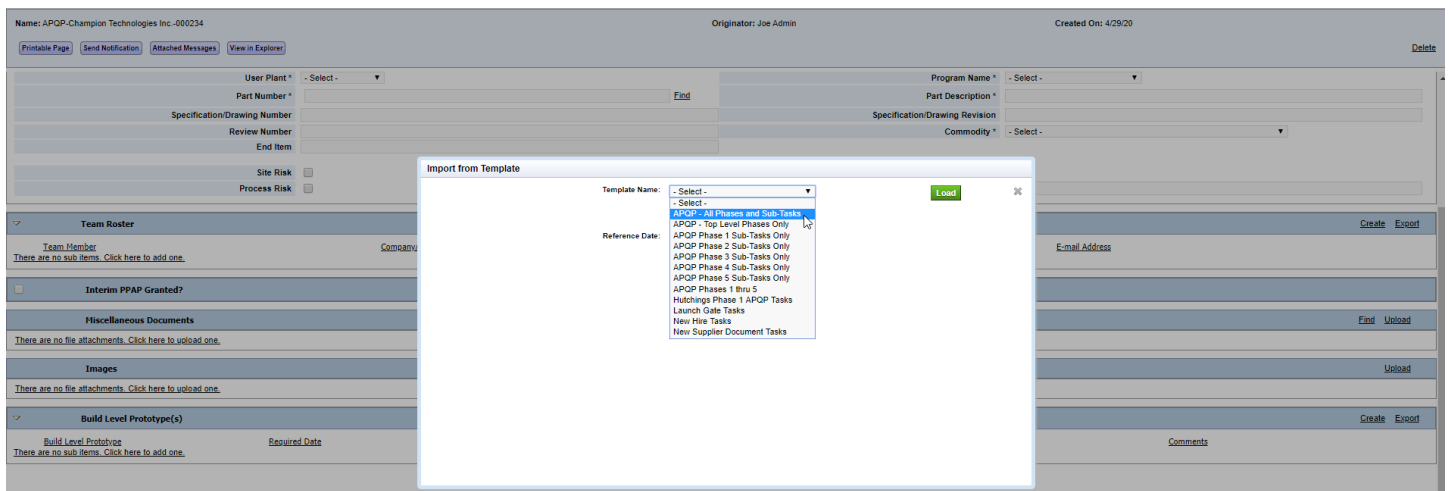 Name: APQP-Champion Technologies Inc.-000234 Originator: Joe Admin Created On: 4/29/20
Printable Page Send Notification Attached Messages View in Explorer Delete
User Plant * - Select - Program Name * - Select -
Part Number * Find Part Description *
Specification/Drawing Number Specification/Drawing Revision
Review Number Commodity * - Select -
End Item
Site Risk
Process Risk
Import from Template
Template Name: - Select - Load
- Select -
APQP - All Phases and Sub-Tasks
APQP - Top Level Phases Only
Reference Date: APQP Phase 1 Sub-Tasks Only
APQP Phase 2 Sub-Tasks Only
APQP Phase 3 Sub-Tasks Only
APQP Phase 4 Sub-Tasks Only
APQP Phase 5 Sub-Tasks Only
APQP Phases 1 thru 5
Hutchings Phase 1 APQP Tasks
Launch Gate Tasks
New Hire Tasks
New Supplier Document Tasks
Team Roster Create Export
Team Member Company/ E-mail Address
There are no sub items. Click here to add one.
Interim PPAP Granted?
Miscellaneous Documents Find Upload
There are no file attachments. Click here to upload one.
Images Upload
There are no file attachments. Click here to upload one.
Build Level Prototype(s) Create Export
Build Level Prototype Required Date Comments
There are no sub items. Click here to add one.